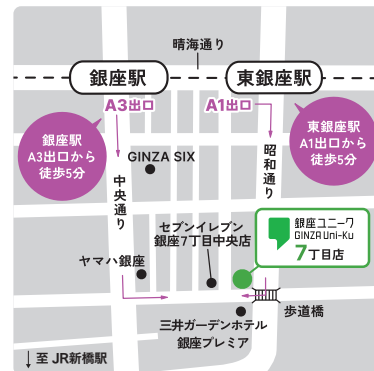 晴海通り
銀座駅
東銀座駅
A3出口
A1出口
銀座駅
A3出口から
徒歩5分
東銀座駅
A1出口から
徒歩5分
GINZA SIX
中央通り
昭和通り
セブンイレブン
銀座7丁目中央店
銀座ユニーク
GINZA Uni-Ku
7丁目店
ヤマハ銀座
歩道橋
三井ガーデンホテル
銀座プレミア
↓至 JR新橋駅